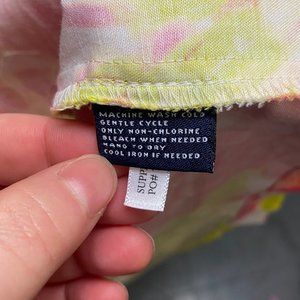 MACHINE WASH COLD
GENTLE CYCLE
ONLY NON-CHLORINE
BLEACH WHEN NEEDED
HANG TO DRY
COOL IRON IF NEEDED
SUPP
PO#